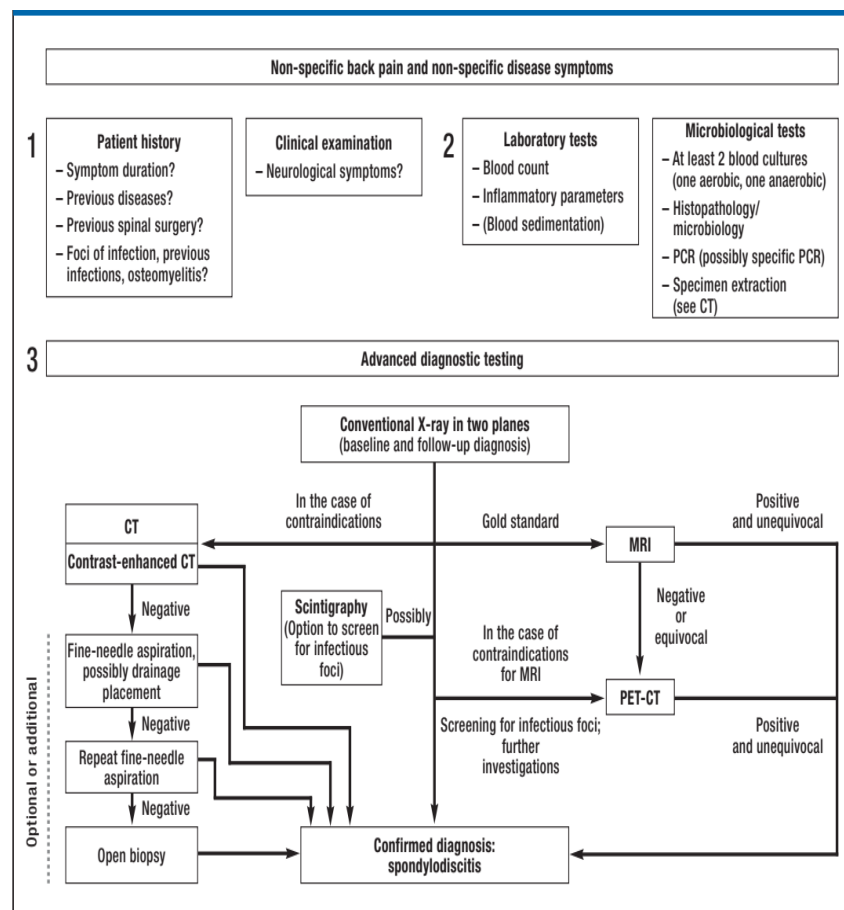 Non-specific back pain and non-specific disease symptoms
1
Patient history
– Symptom duration?
– Previous diseases?
– Previous spinal surgery?
– Foci of infection, previous
infections, osteomyelitis?
Clinical examination
– Neurological symptoms?
2
Laboratory tests
– Blood count
– Inflammatory parameters
– (Blood sedimentation)
Microbiological tests
– At least 2 blood cultures
(one aerobic, one anaerobic)
– Histopathology/
microbiology
– PCR (possibly specific PCR)
– Specimen extraction
(see CT)
3
Advanced diagnostic testing
Conventional X-ray in two planes
(baseline and follow-up diagnosis)
In the case of
contraindications
Gold standard
Positive
and unequivocal
CT
Contrast-enhanced CT
MRI
Negative
Scintigraphy
(Option to screen
for infectious
foci)
Possibly
Negative
or
equivocal
Fine-needle aspiration,
possibly drainage
placement
In the case of
contraindications
for MRI
PET-CT
Negative
Screening for infectious foci;
further
investigations
Positive
and unequivocal
Repeat fine-needle
aspiration
Negative
Optional or additional
Open biopsy
Confirmed diagnosis:
spondylodiscitis